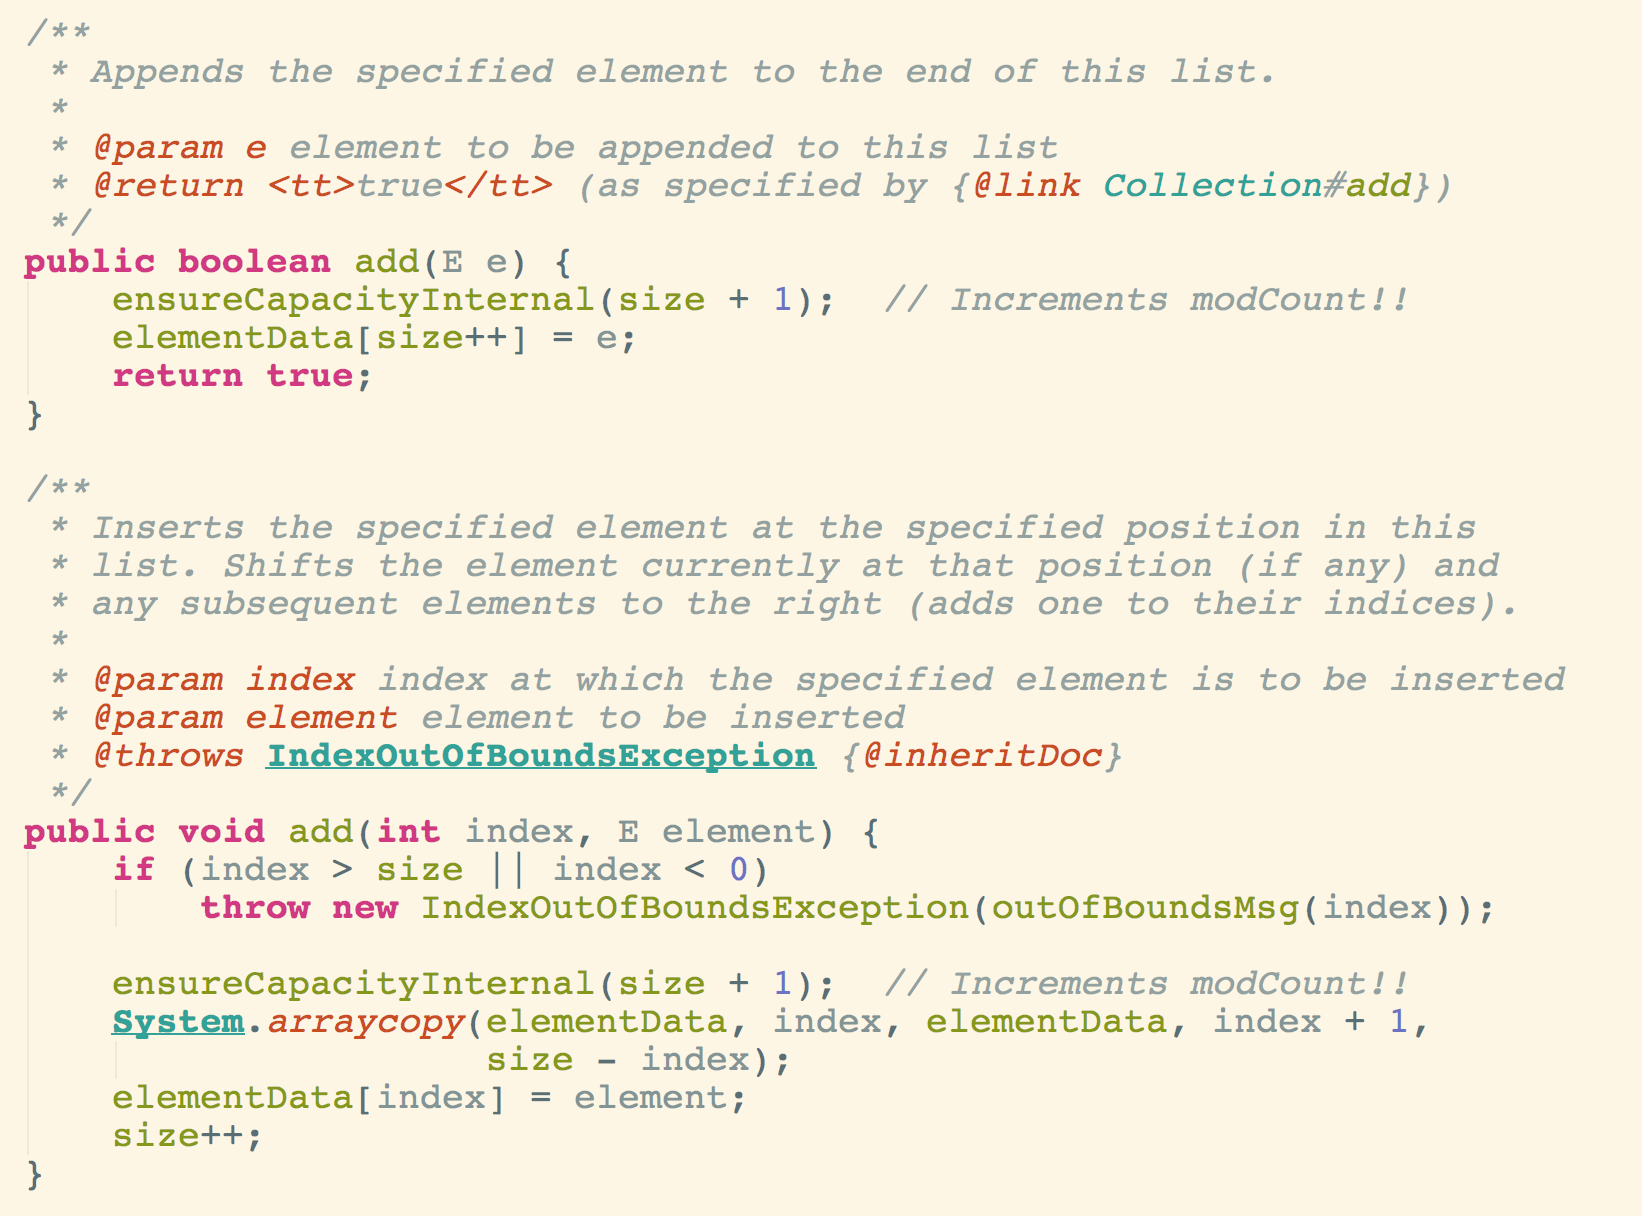 /**
 * Appends the specified element to the end of this list.
 *
 * @param e element to be appended to this list
 * @return <tt>true</tt> (as specified by {@link Collection#add})
 */
public boolean add(E e) {
    ensureCapacityInternal(size + 1);  // Increments modCount!!
    elementData[size++] = e;
    return true;
}

/**
 * Inserts the specified element at the specified position in this
 * list. Shifts the element currently at that position (if any) and
 * any subsequent elements to the right (adds one to their indices).
 *
 * @param index index at which the specified element is to be inserted
 * @param element element to be inserted
 * @throws IndexOutOfBoundsException {@inheritDoc}
 */
public void add(int index, E element) {
    if (index > size || index < 0)
        throw new IndexOutOfBoundsException(outOfBoundsMsg(index));

    ensureCapacityInternal(size + 1);  // Increments modCount!!
    System.arraycopy(elementData, index, elementData, index + 1,
                     size - index);
    elementData[index] = element;
    size++;
}